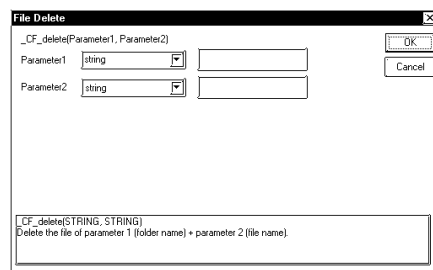 File Delete
_CF_delete(Parameter1, Parameter2)
OK
Parameter1 string
Cancel
Parameter2 string
_CF_delete(STRING, STRING)
Delete the file of parameter 1 (folder name) + parameter 2 (file name).